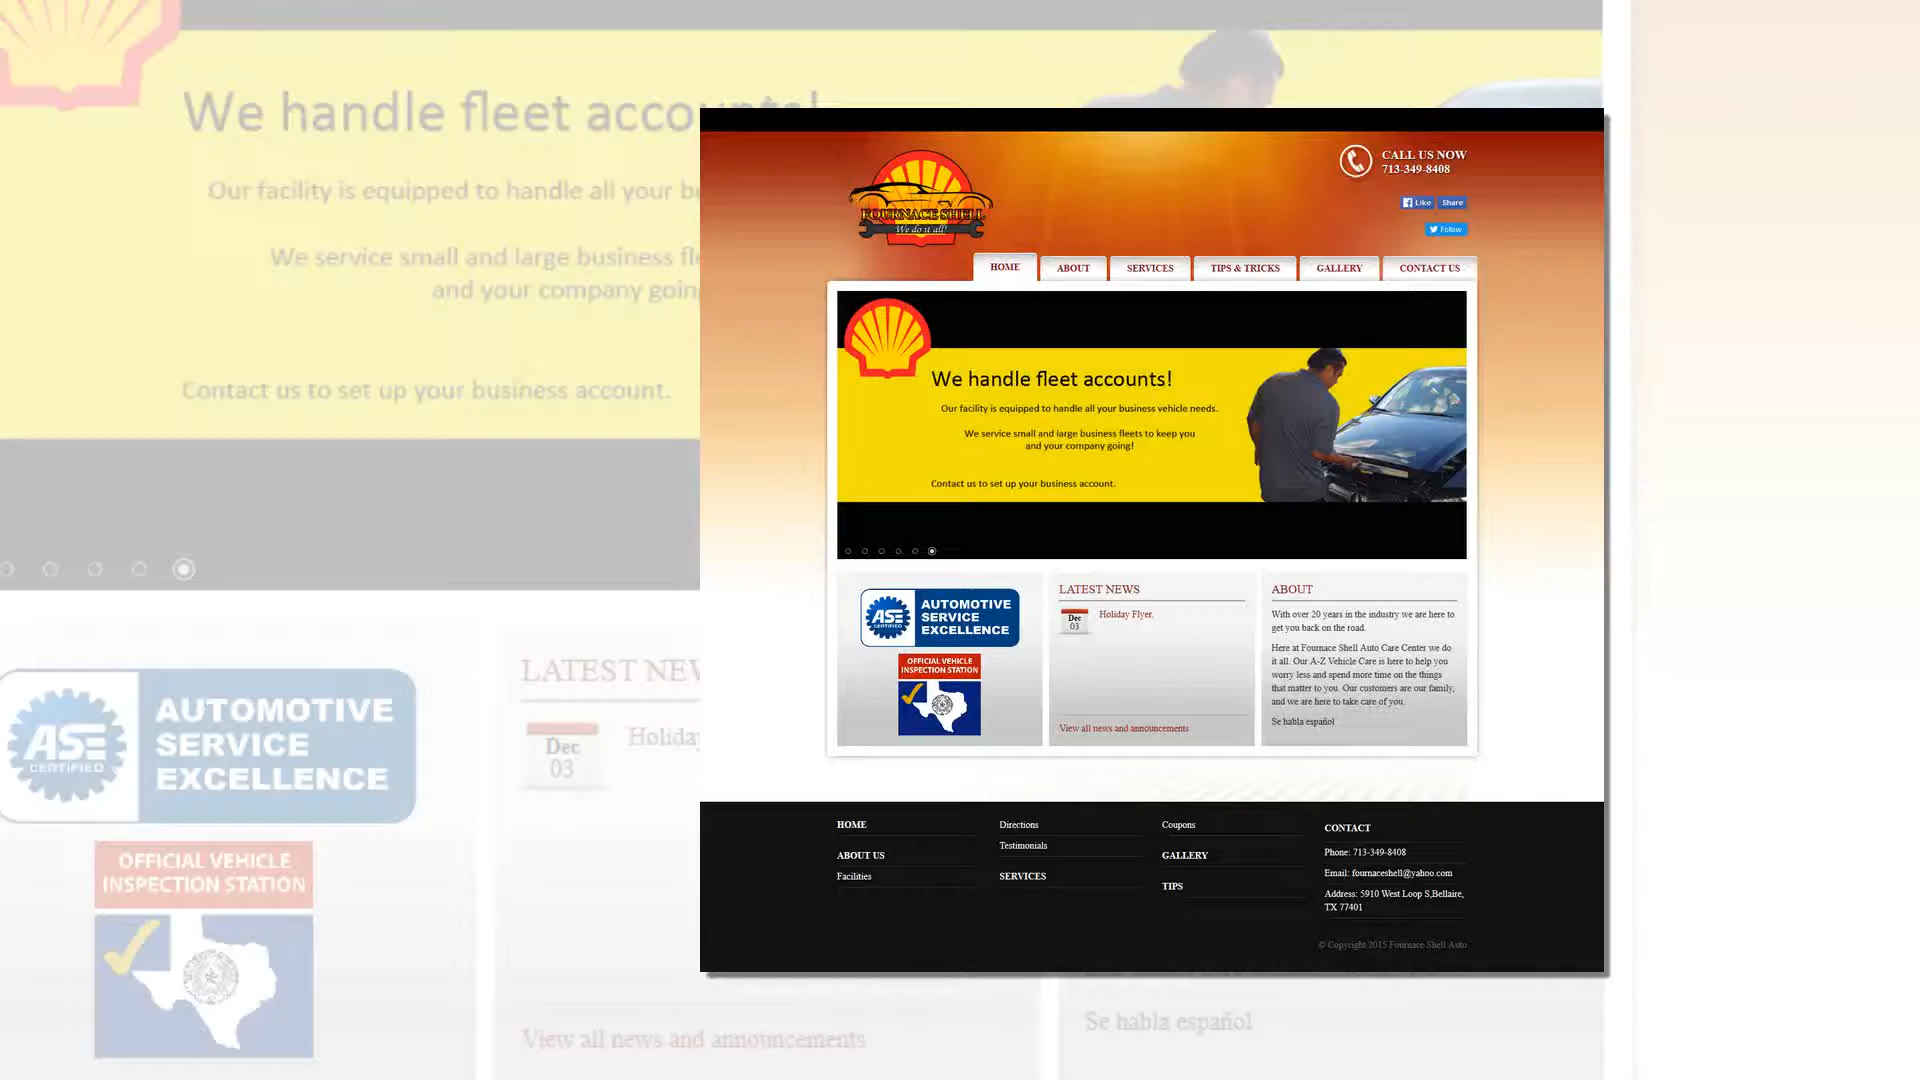 We handle fleet acco
Our facility is equipped to handle all your b
We service small and large business fle
and your company goin
Contact us to set up your business account.
ASE
CERTIFIED
AUTOMOTIVE
SERVICE
EXCELLENCE
OFFICIAL VEHICLE
INSPECTION STATION
LATEST NEW
Dec
03
Holiday
View all news and announcements
Se habla español
FOURNACE SHELL
We do it all!
CALL US NOW
713-349-8408
Like Share
Follow
HOME ABOUT SERVICES TIPS & TRICKS GALLERY CONTACT US
We handle fleet accounts!
Our facility is equipped to handle all your business vehicle needs.
We service small and large business fleets to keep you
and your company going!
Contact us to set up your business account.
ASE
CERTIFIED
AUTOMOTIVE
SERVICE
EXCELLENCE
OFFICIAL VEHICLE
INSPECTION STATION
LATEST NEWS
Dec
03
Holiday Flyer.
View all news and announcements
ABOUT
With over 20 years in the industry we are here to
get you back on the road.
Here at Fournace Shell Auto Care Center we do
it all. Our A-Z Vehicle Care is here to help you
worry less and spend more time on the things
that matter to you. Our customers are our family,
and we are here to take care of you.
Se habla español
HOME
ABOUT US
Facilities
Directions
Testimonials
SERVICES
Coupons
GALLERY
TIPS
CONTACT
Phone: 713-349-8408
Email: fournaceshell@yahoo.com
Address: 5910 West Loop S,Bellaire,
TX 77401
© Copyright 2015 Fournace Shell Auto